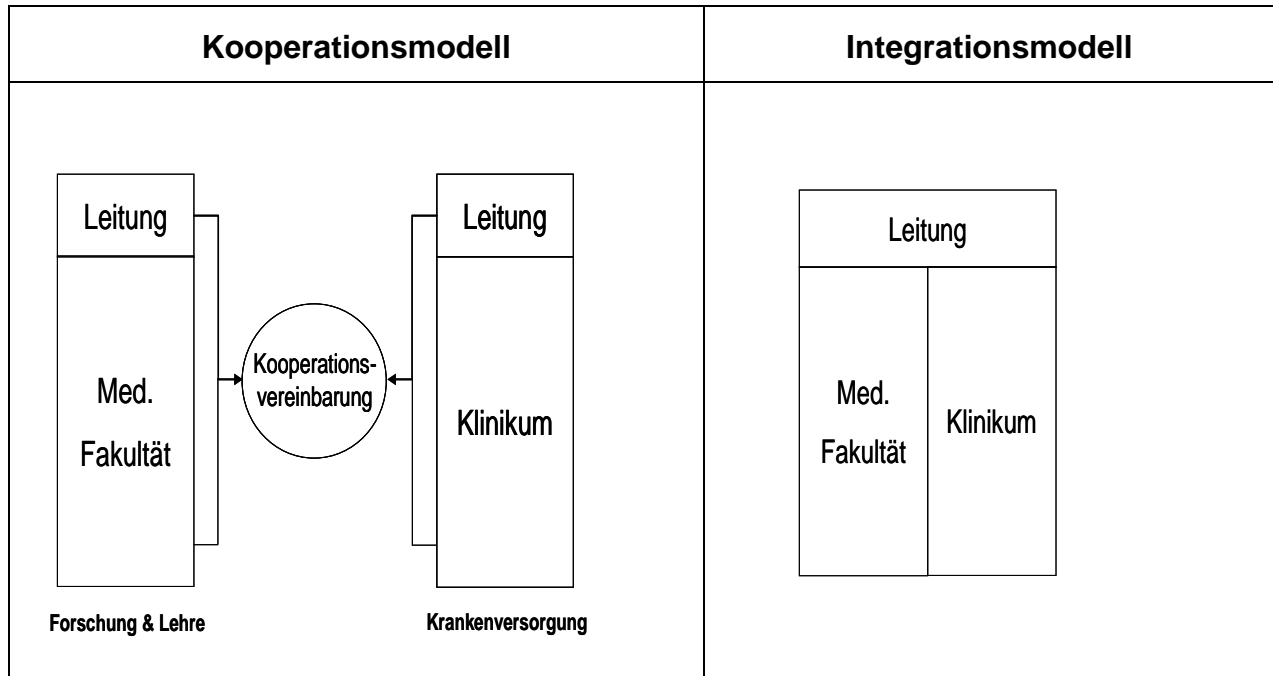 Kooperationsmodell
Integrationsmodell
Leitung
Med.
Fakultät
Forschung & Lehre
Kooperations-
vereinbarung
Leitung
Klinikum
Krankenversorgung
Leitung
Med.
Fakultät
Klinikum